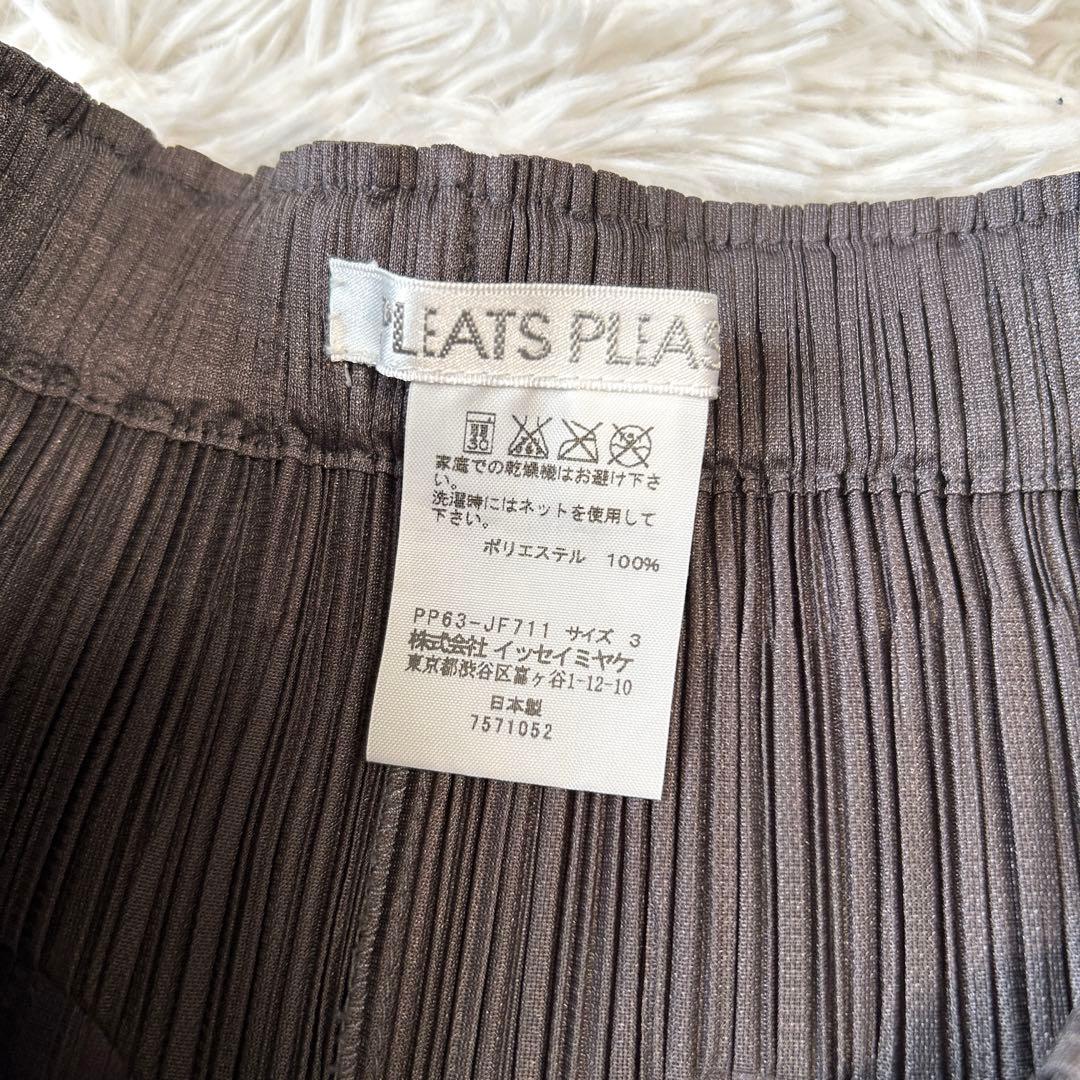 PLEATS PLEAS
弱
30
家庭での乾燥機はお避け下さ
い。
洗濯時にはネットを使用して
下さい。
ポリエステル 100%
PP63-JF711 サイズ 3
株式会社 イッセイミヤケ
東京都渋谷区富ヶ谷1-12-10
日本製
7571052